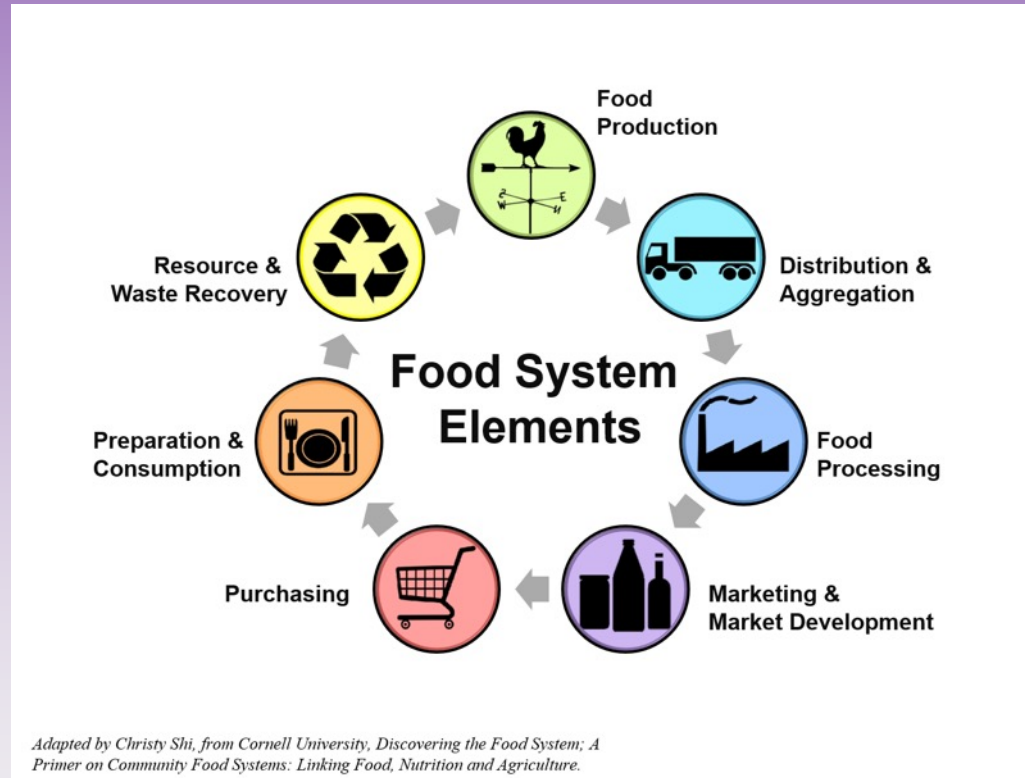 Food
Production
Distribution &
Aggregation
Food
Processing
Marketing &
Market Development
Purchasing
Preparation &
Consumption
Resource &
Waste Recovery
Food System
Elements
W
E
Adapted by Christy Shi, from Cornell University, Discovering the Food System; A
Primer on Community Food Systems: Linking Food, Nutrition and Agriculture.